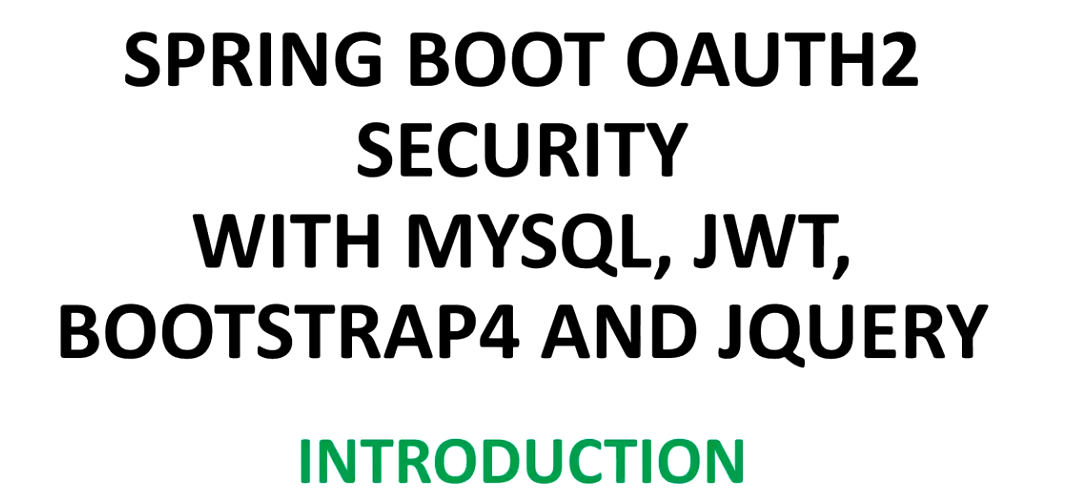 SPRING BOOT OAUTH2
SECURITY
WITH MYSQL, JWT,
BOOTSTRAP4 AND JQUERY
INTRODUCTION